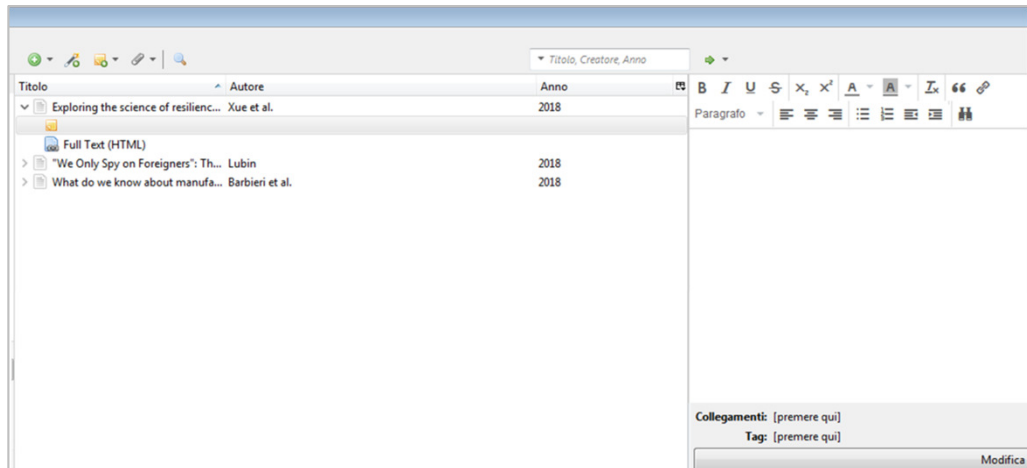 Titolo, Creatore, Anno
Titolo Autore Anno
Exploring the science of resilienc... Xue et al. 2018
Full Text (HTML)
"We Only Spy on Foreigners": Th... Lubin 2018
What do we know about manufa... Barbieri et al. 2018
B I U S X₂ X² A A Tx
Paragrafo
Collegamenti: [premere qui]
Tag: [premere qui]
Modifica